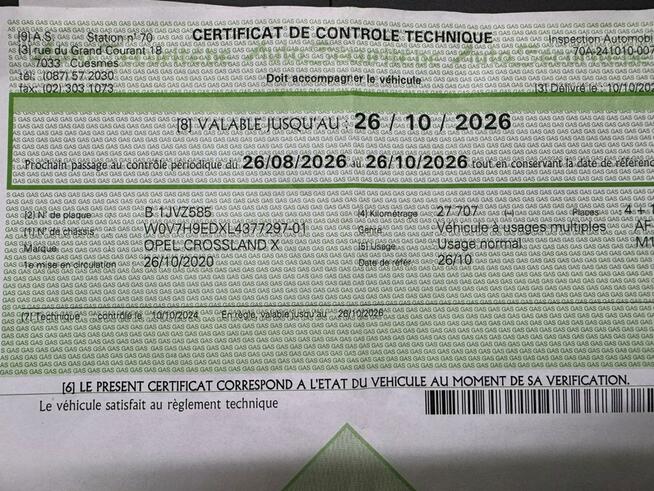 [9] A.S. Station n° 70
CERTIFICAT DE CONTROLE TECHNIQUE
Inspection Automobi
[3] rue du Grand Courant 18
70A-241010-007
7033 Cuesmes
tél. (087) 57.2030
Doit accompagner le véhicule
fax. (02) 303 1073
[3] Délivré le : 10/10/202
[8] VALABLE JUSQU'AU : 26 / 10 / 2026
Prochain passage au contrôle périodique du 26/08/2026 au 26/10/2026 tout en conservant la date de référenc
[2] N° de plaque B 1JVZ585 [4] Kilométrage 27 707 (--) Places 4 + 1
[1] N° de châssis W0V7H9EDXL4377297-01 Genre Véhicule à usages multiples AF
Marque OPEL CROSSLAND X [5] Usage Usage normal M1
1e mise en circulation 26/10/2020 Date de référ 26/10
[7] Technique contrôlé le 10/10/2024 En règle, valable jusqu'au 26/10/2026
[6] LE PRESENT CERTIFICAT CORRESPOND A L'ETAT DU VEHICULE AU MOMENT DE SA VERIFICATION.
Le véhicule satisfait au règlement technique